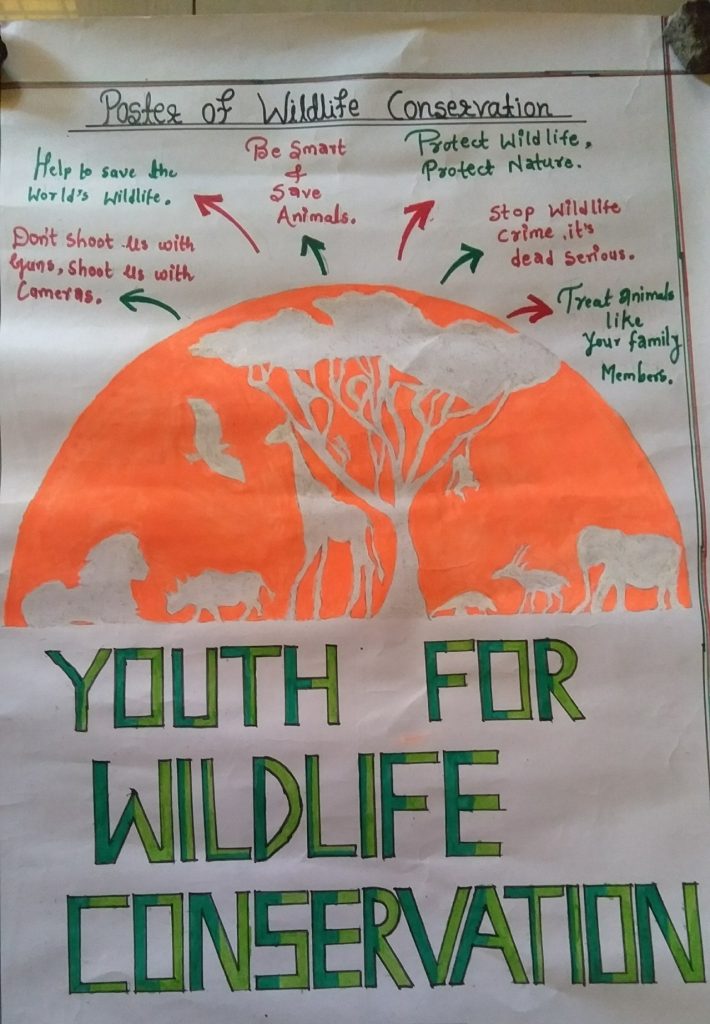 Poster of Wildlife Conservation
Help to save the
World's Wildlife.
Be Smart
&
Save
Animals.
Protect Wildlife,
Protect Nature.
Don't shoot us with
Guns, shoot us with
Cameras.
Stop Wildlife
Crime, it's
dead serious.
Treat animals
like
Your family
Members.
YOUTH FOR
WILDLIFE
CONSERVATION